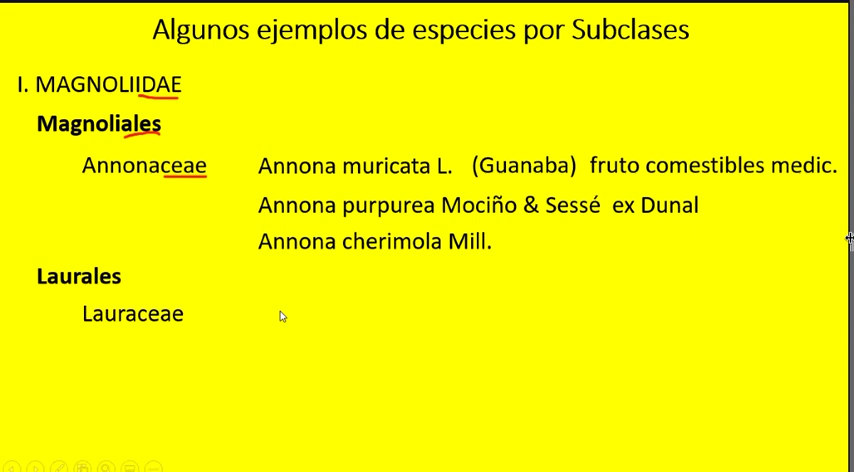 Algunos ejemplos de especies por Subclases
I. MAGNOLIIDAE
Magnoliales
Annonaceae Annona muricata L. (Guanaba) fruto comestibles medic.
Annona purpurea Mociño & Sessé ex Dunal
Annona cherimola Mill.
Laurales
Lauraceae